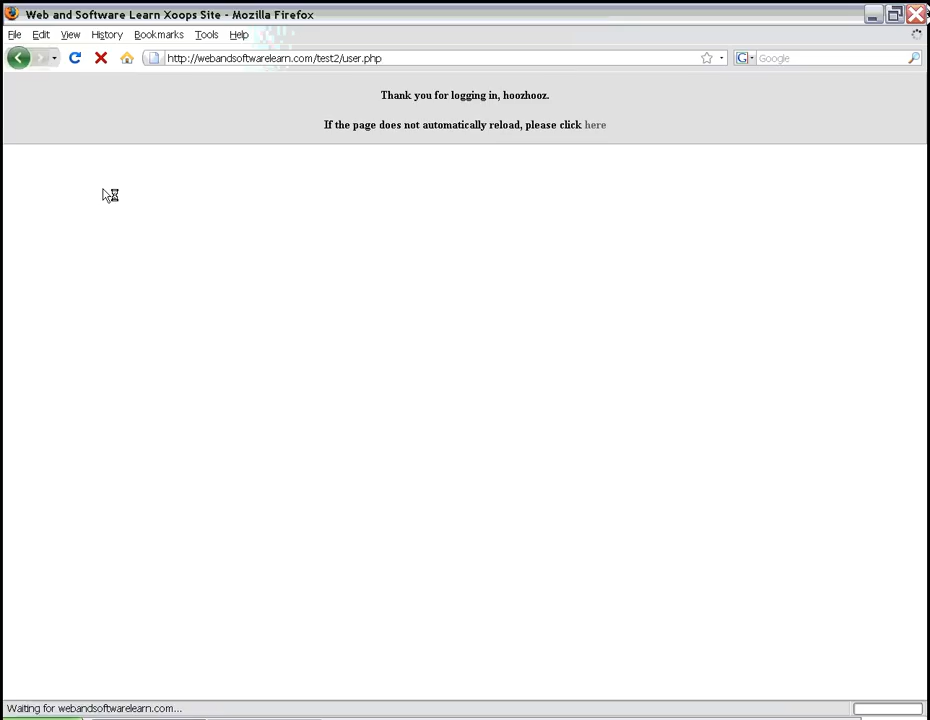 Web and Software Learn Xoops Site - Mozilla Firefox
File Edit View History Bookmarks Tools Help
http://webandsoftwarelearn.com/test2/user.php
G Google
Thank you for logging in, hoozhooz.
If the page does not automatically reload, please click here
Waiting for webandsoftwarelearn.com...